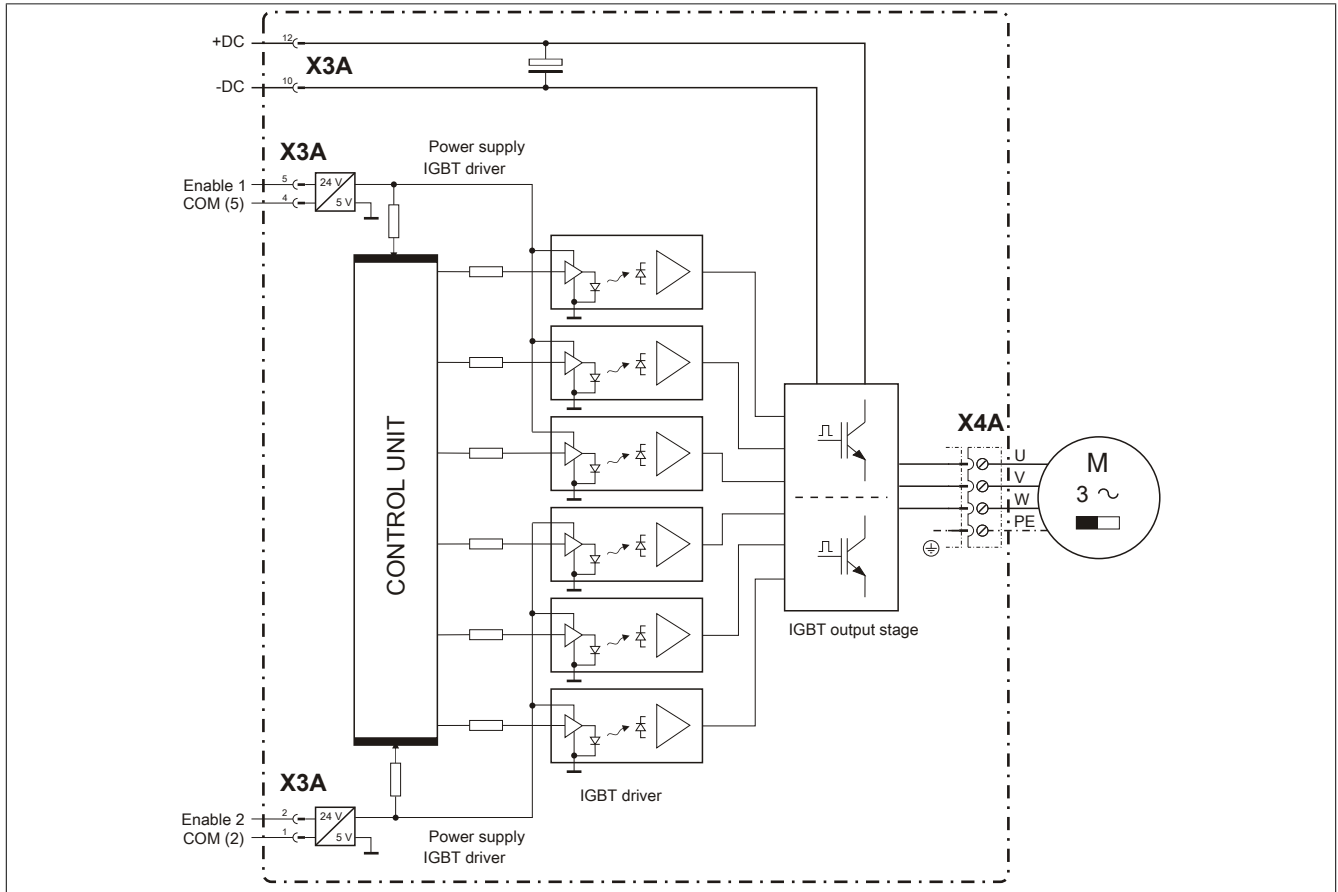 +DC 12
X3A
-DC 10
Power supply
IGBT driver
X3A
Enable 1 5 24 V
COM (5) 4 5 V
CONTROL UNIT
X4A
U
V
W
PE
M
3 ~
IGBT output stage
IGBT driver
X3A
Enable 2 2 24 V
COM (2) 1 5 V
Power supply
IGBT driver